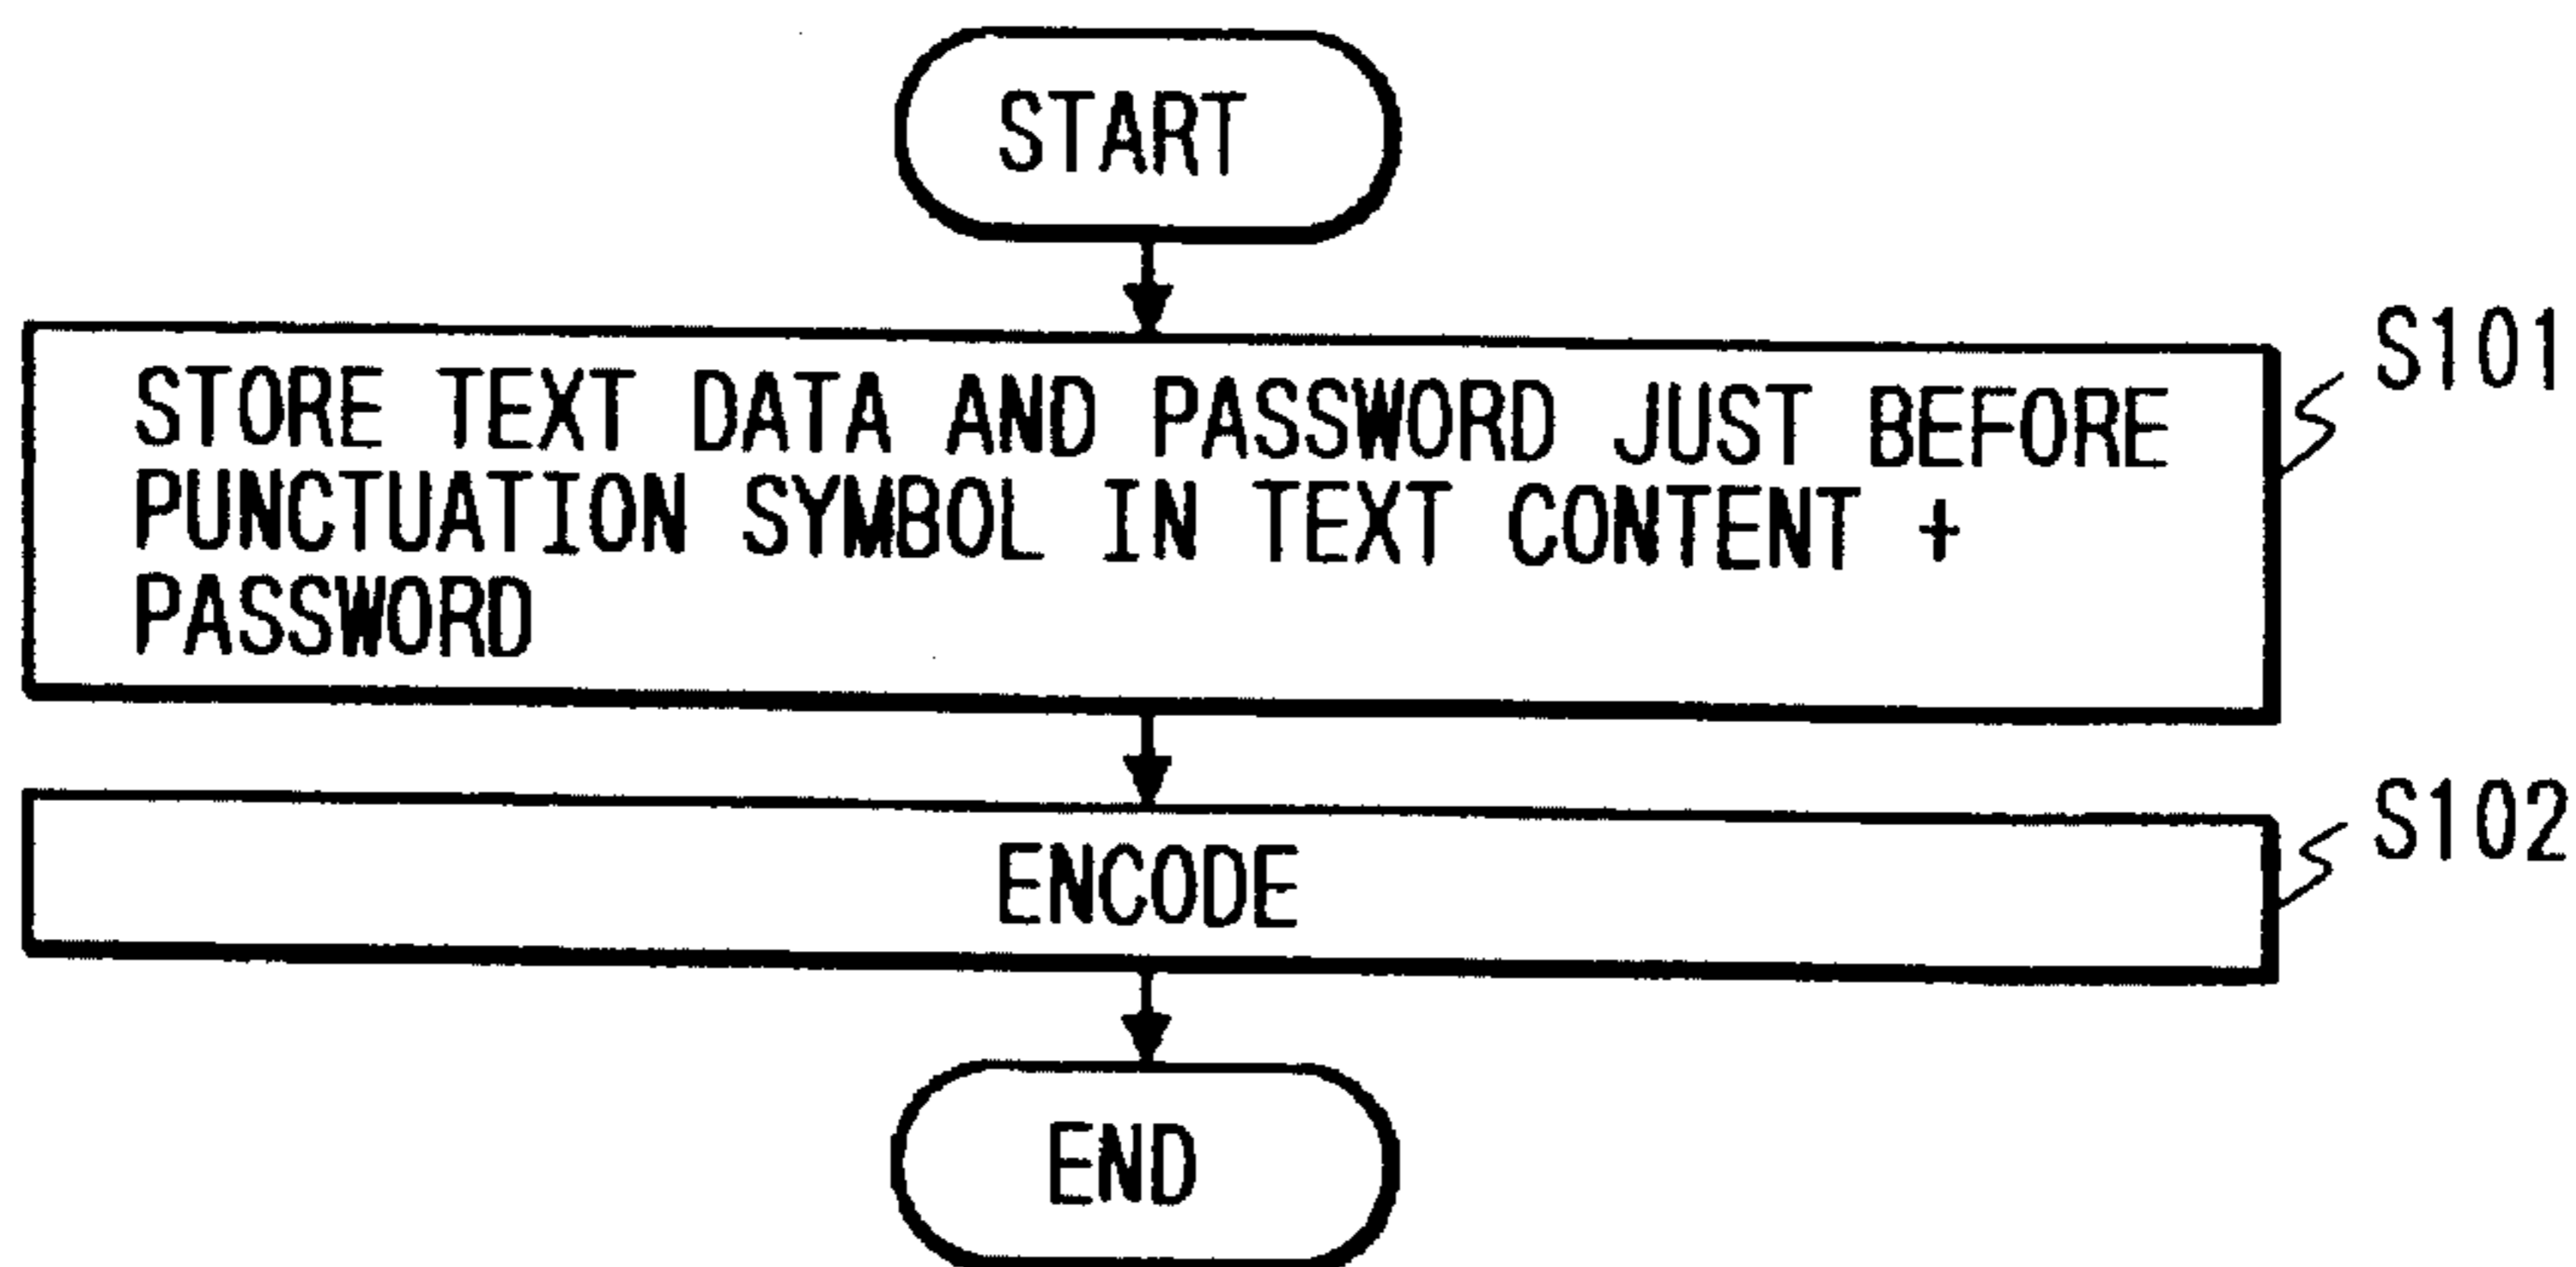 START
S101
STORE TEXT DATA AND PASSWORD JUST BEFORE
PUNCTUATION SYMBOL IN TEXT CONTENT +
PASSWORD
S102
ENCODE
END